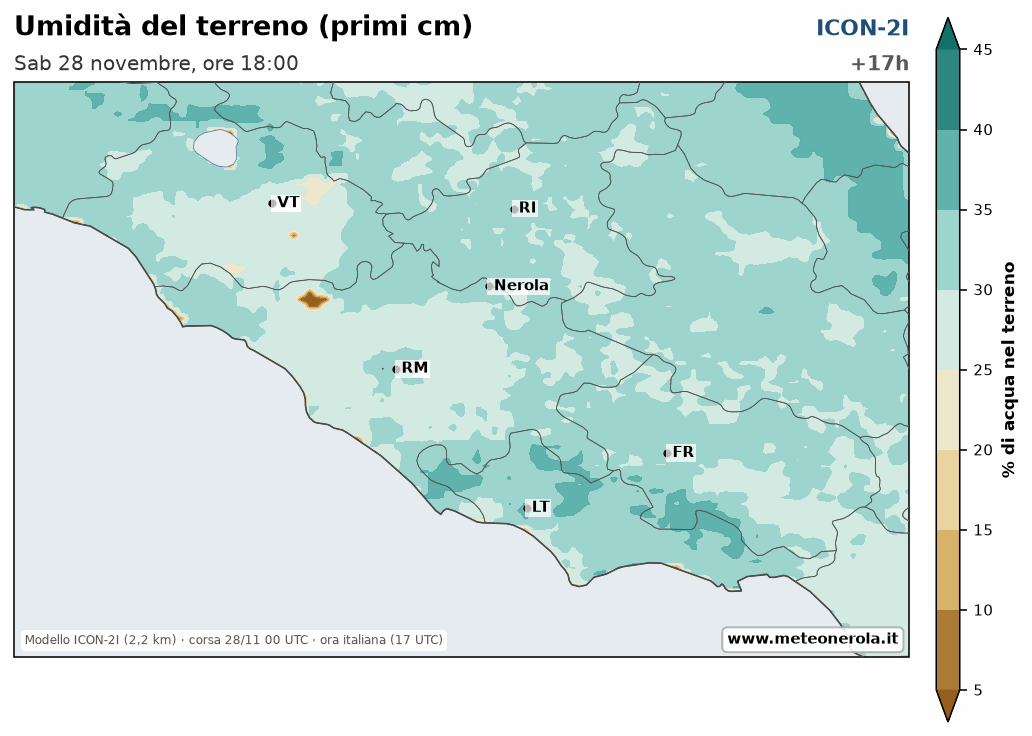 Umidità del terreno (primi cm)
ICON-2I
Sab 28 novembre, ore 18:00
+17h
VT
RI
Nerola
RM
FR
LT
45
40
35
30
25
20
15
10
5
% di acqua nel terreno
Modello ICON-2I (2,2 km) · corsa 28/11 00 UTC · ora italiana (17 UTC)
www.meteonerola.it